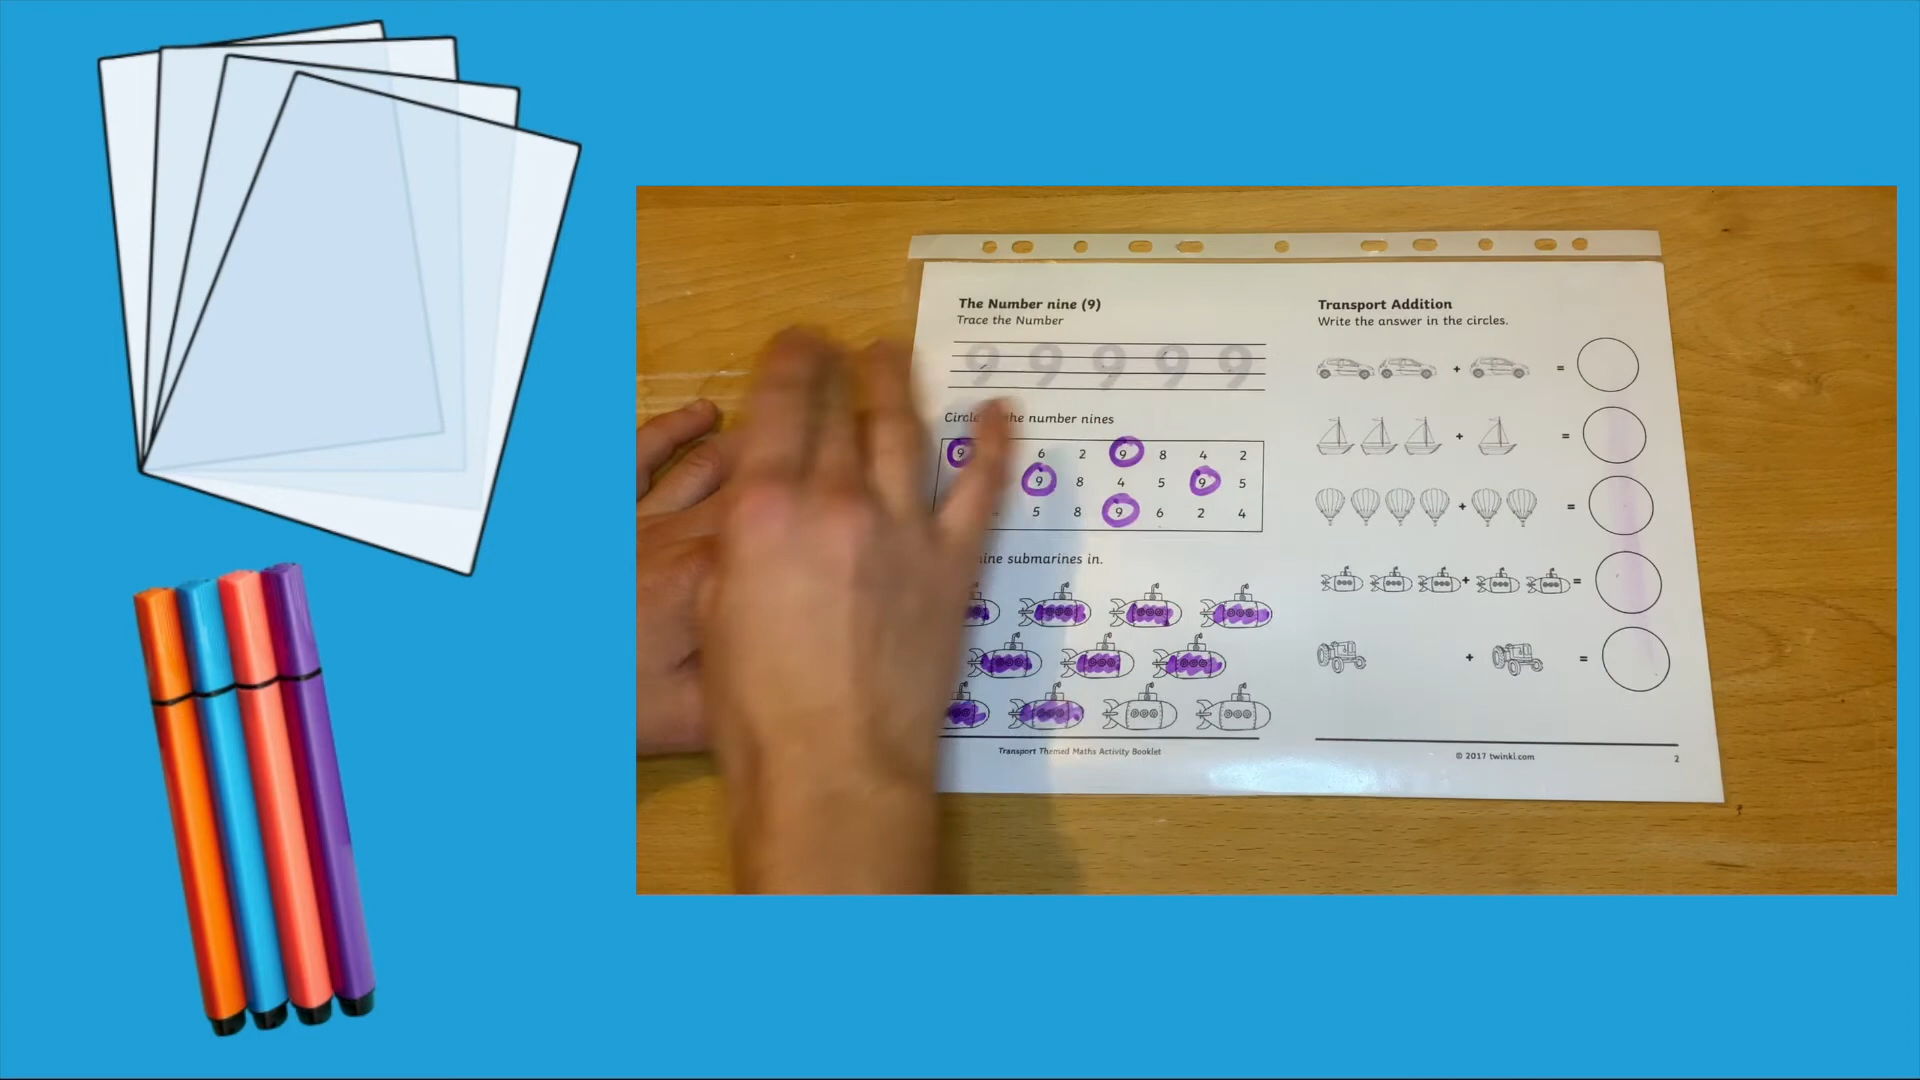 The Number nine (9)
Trace the Number
9 9 9 9 9
the number nines
9 6 2 9 8 4 2
9 8 4 5 9 5
5 8 9 6 2 4
submarines in.
Transport Themed Maths Activity Booklet
Transport Addition
Write the answer in the circles.
+ =
+ =
+ =
+ =
+ =
© 2017 twinkl.com
2